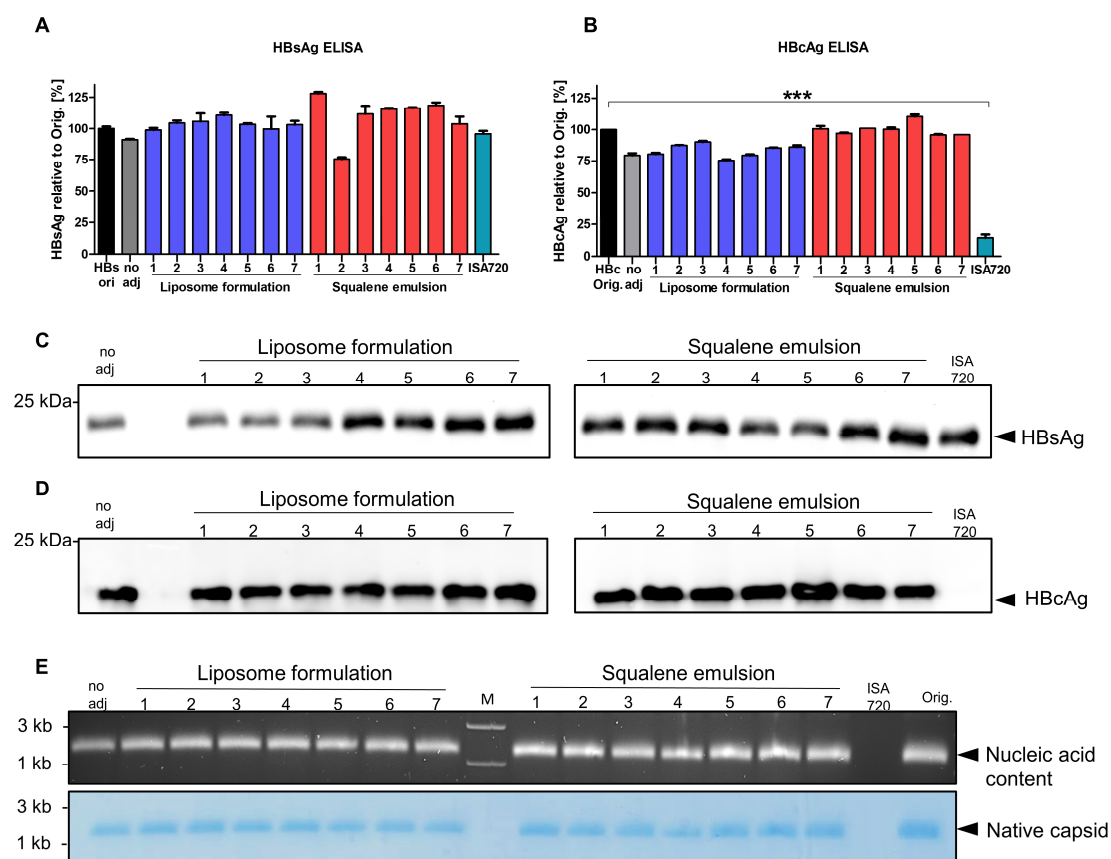 A
HBsAg ELISA
HBsAg relative to Orig. [%]
125
100
75
50
25
0
HBs ori
no adj
1 2 3 4 5 6 7 1 2 3 4 5 6 7 ISA720
Liposome formulation
Squalene emulsion
B
HBcAg ELISA
HBcAg relative to Orig. [%]
***
125
100
75
50
25
0
HBc Orig.
no adj
1 2 3 4 5 6 7 1 2 3 4 5 6 7 ISA720
Liposome formulation
Squalene emulsion
C
no
adj
Liposome formulation
1 2 3 4 5 6 7
Squalene emulsion
1 2 3 4 5 6 7
ISA
720
25 kDa
HBsAg
D
no
adj
Liposome formulation
1 2 3 4 5 6 7
Squalene emulsion
1 2 3 4 5 6 7
ISA
720
25 kDa
HBcAg
E
no
adj
Liposome formulation
1 2 3 4 5 6 7
M
Squalene emulsion
1 2 3 4 5 6 7
ISA
720
Orig.
3 kb
1 kb
Nucleic acid
content
3 kb
1 kb
Native capsid